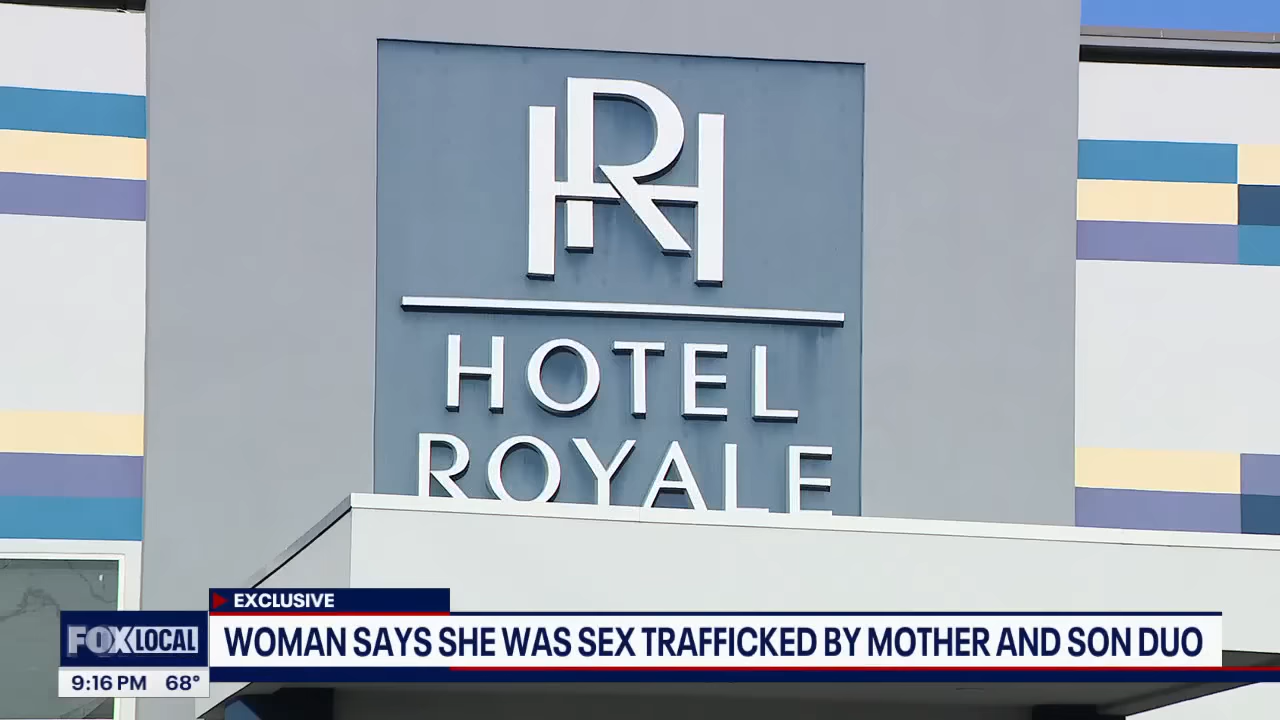 RH
HOTEL
ROYALE
EXCLUSIVE
FOX LOCAL
WOMAN SAYS SHE WAS SEX TRAFFICKED BY MOTHER AND SON DUO
9:16 PM 68°